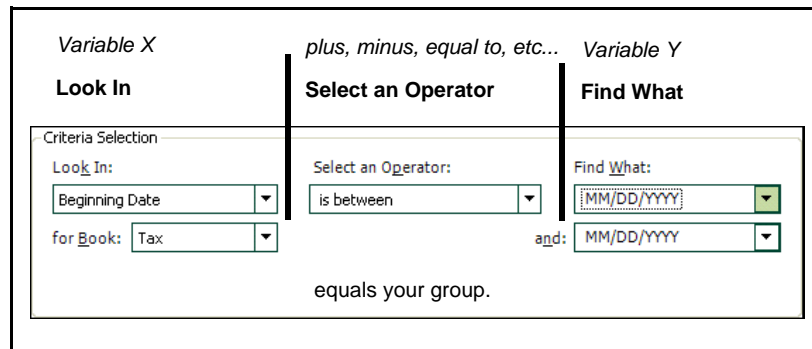 Variable X plus, minus, equal to, etc... Variable Y
Look In Select an Operator Find What
Criteria Selection
Look In: Select an Operator: Find What:
Beginning Date is between MM/DD/YYYY
for Book: Tax and: MM/DD/YYYY
equals your group.